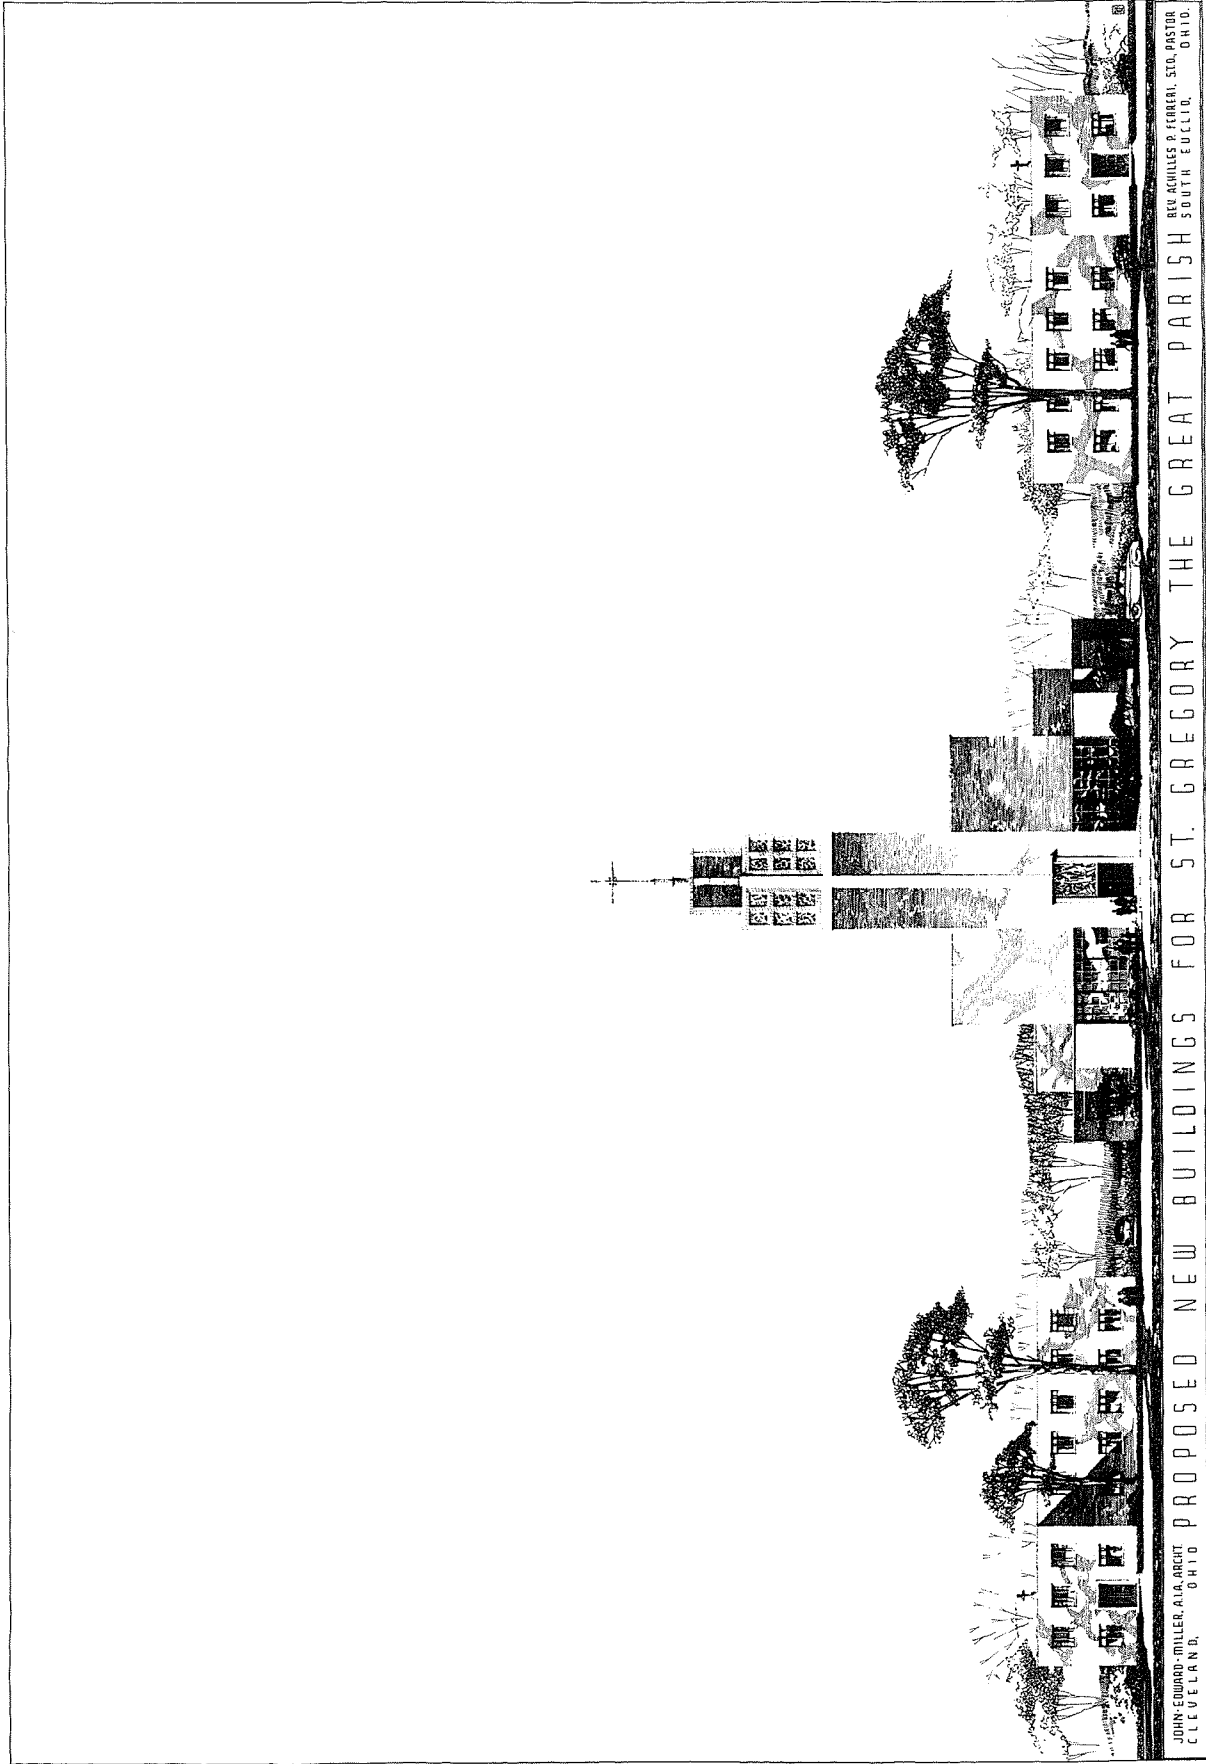 JOHN·EDWARD·MILLER, A.I.A. ARCHT
CLEVELAND, OHIO
PROPOSED NEW BUILDINGS FOR ST. GREGORY THE GREAT PARISH
REV. ACHILLES P. FERRERI, S.T.D., PASTOR
SOUTH EUCLID, OHIO.